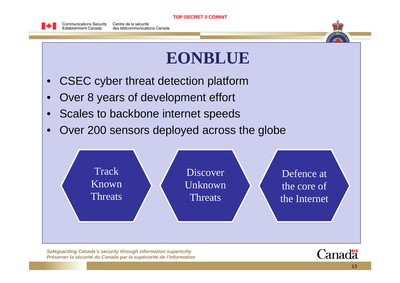 TOP SECRET // COMINT
Communications Security Centre de la sécurité
Establishment Canada des télécommunications Canada
EONBLUE
• CSEC cyber threat detection platform
• Over 8 years of development effort
• Scales to backbone internet speeds
• Over 200 sensors deployed across the globe
Track
Known
Threats
Discover
Unknown
Threats
Defence at
the core of
the Internet
Safeguarding Canada's security through information superiority
Préserver la sécurité du Canada par la supériorité de l'information
Canada
13